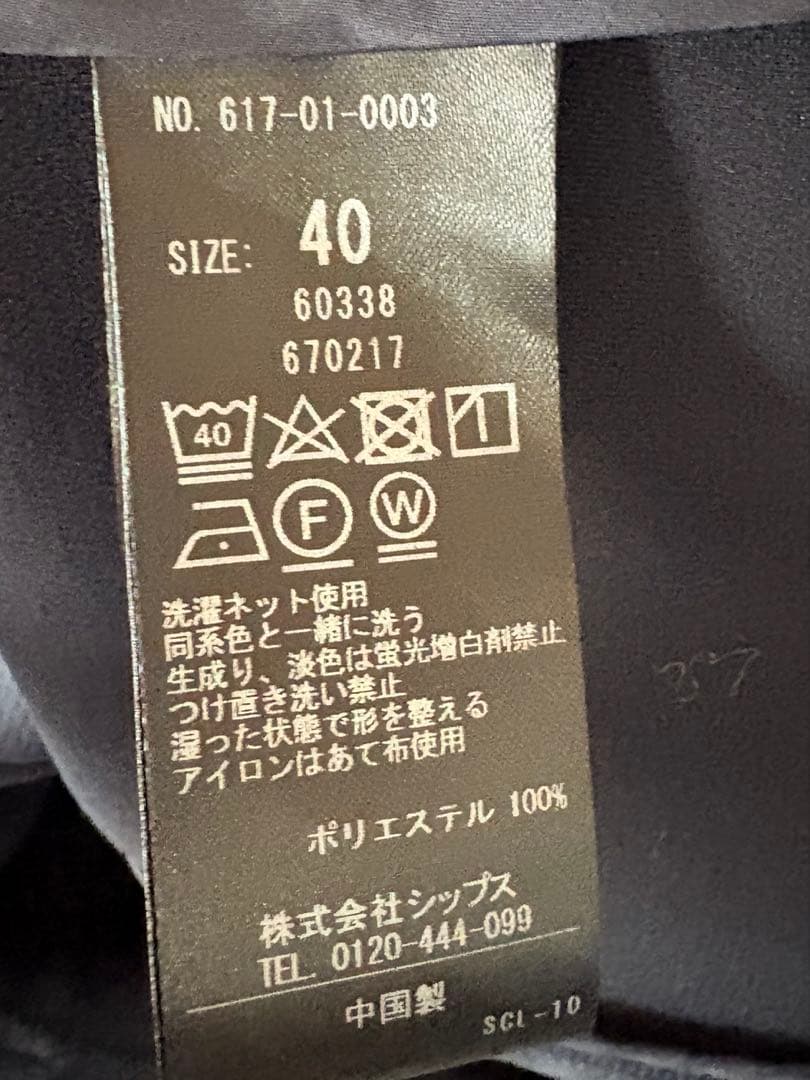 NO. 617-01-0003
SIZE: 40
60338
670217
40
F W
洗濯ネット使用
同系色と一緒に洗う
生成り、淡色は蛍光増白剤禁止
つけ置き洗い禁止
湿った状態で形を整える
アイロンはあて布使用
ポリエステル 100%
株式会社シップス
TEL 0120-444-099
中国製 SCL-10